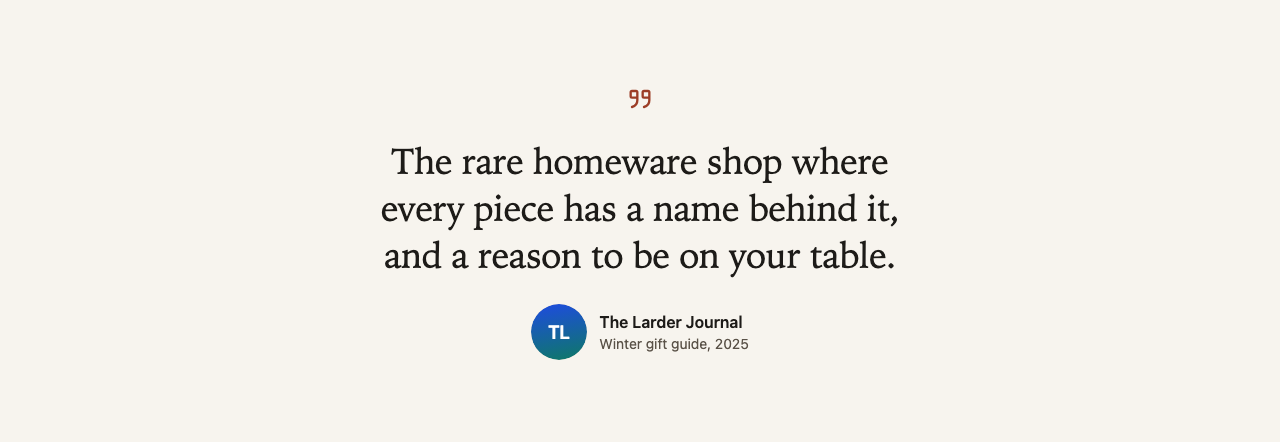 ”
The rare homeware shop where
every piece has a name behind it,
and a reason to be on your table.
TL
The Larder Journal
Winter gift guide, 2025